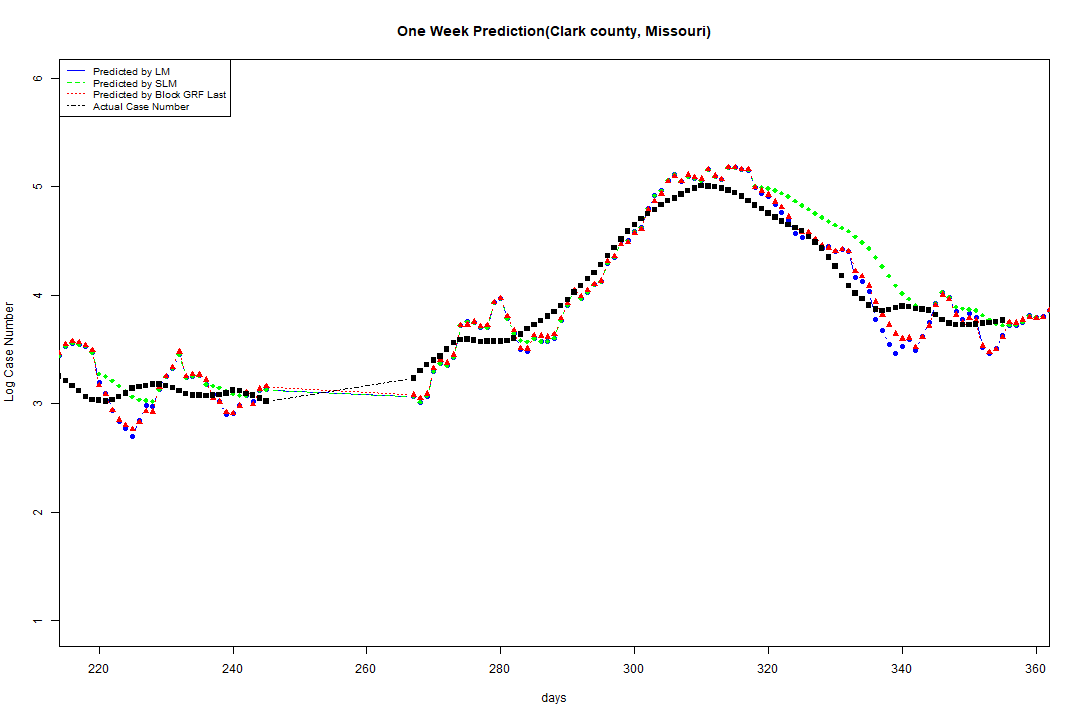 One Week Prediction(Clark county, Missouri)
Predicted by LM
Predicted by SLM
Predicted by Block GRF Last
Actual Case Number
6
5
4
3
2
1
Log Case Number
220 240 260 280 300 320 340 360
days